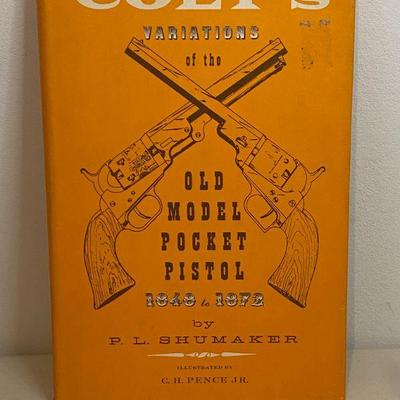 COLT'S
VARIATIONS
of the
OLD
MODEL
POCKET
PISTOL
1848 to 1872
by
P. L. SHUMAKER
ILLUSTRATED BY
C. H. PENCE JR.